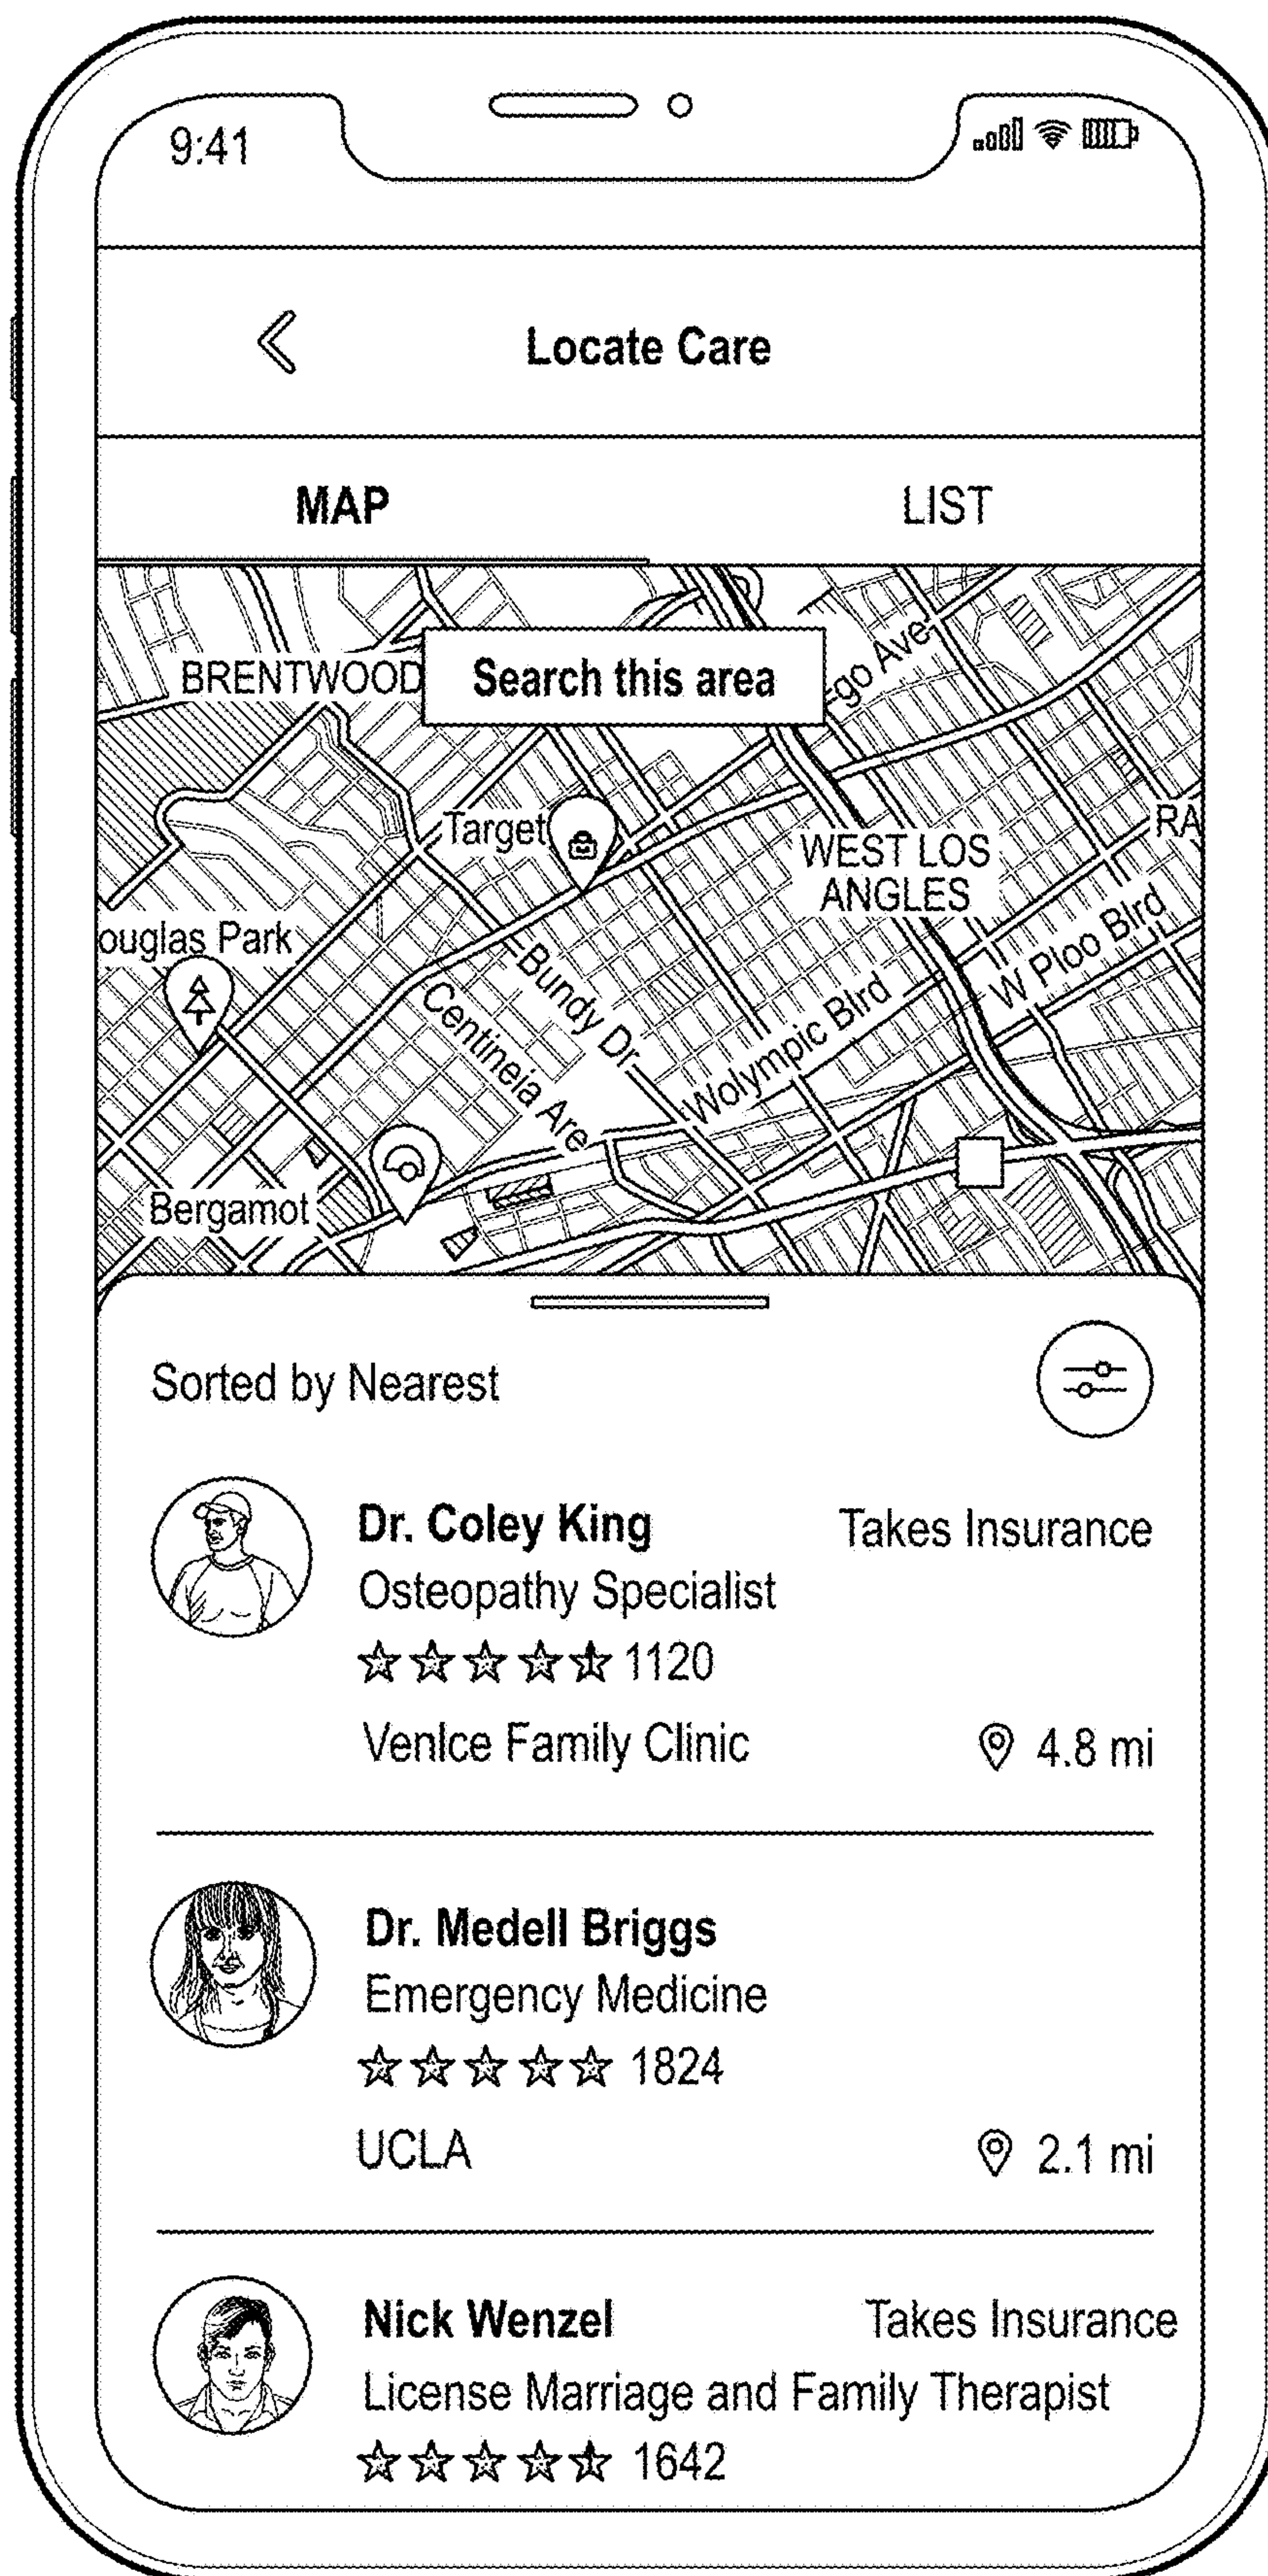 9:41
Locate Care
MAP
LIST
BRENTWOOD
Search this area
go Ave
Target
WEST LOS
ANGLES
RA
ouglas Park
W Ploo Blrd
Bundy Dr.
Centineia Are
Wolympic Blrd
Bergamot
Sorted by Nearest
Dr. Coley King
Takes Insurance
Osteopathy Specialist
1120
Venlce Family Clinic
4.8 mi
Dr. Medell Briggs
Emergency Medicine
1824
UCLA
2.1 mi
Nick Wenzel
Takes Insurance
License Marriage and Family Therapist
1642